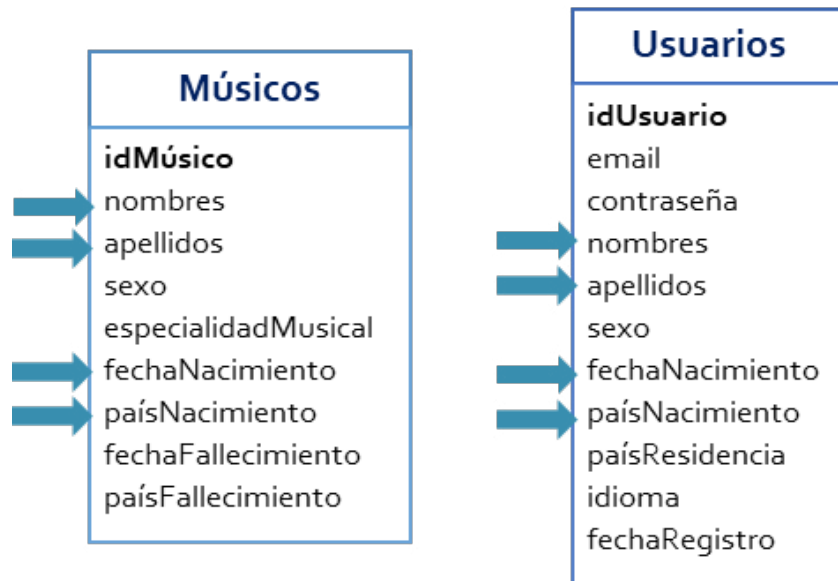 Músicos
idMúsico
nombres
apellidos
sexo
especialidadMusical
fechaNacimiento
paísNacimiento
fechaFallecimiento
paísFallecimiento
Usuarios
idUsuario
email
contraseña
nombres
apellidos
sexo
fechaNacimiento
paísNacimiento
paísResidencia
idioma
fechaRegistro